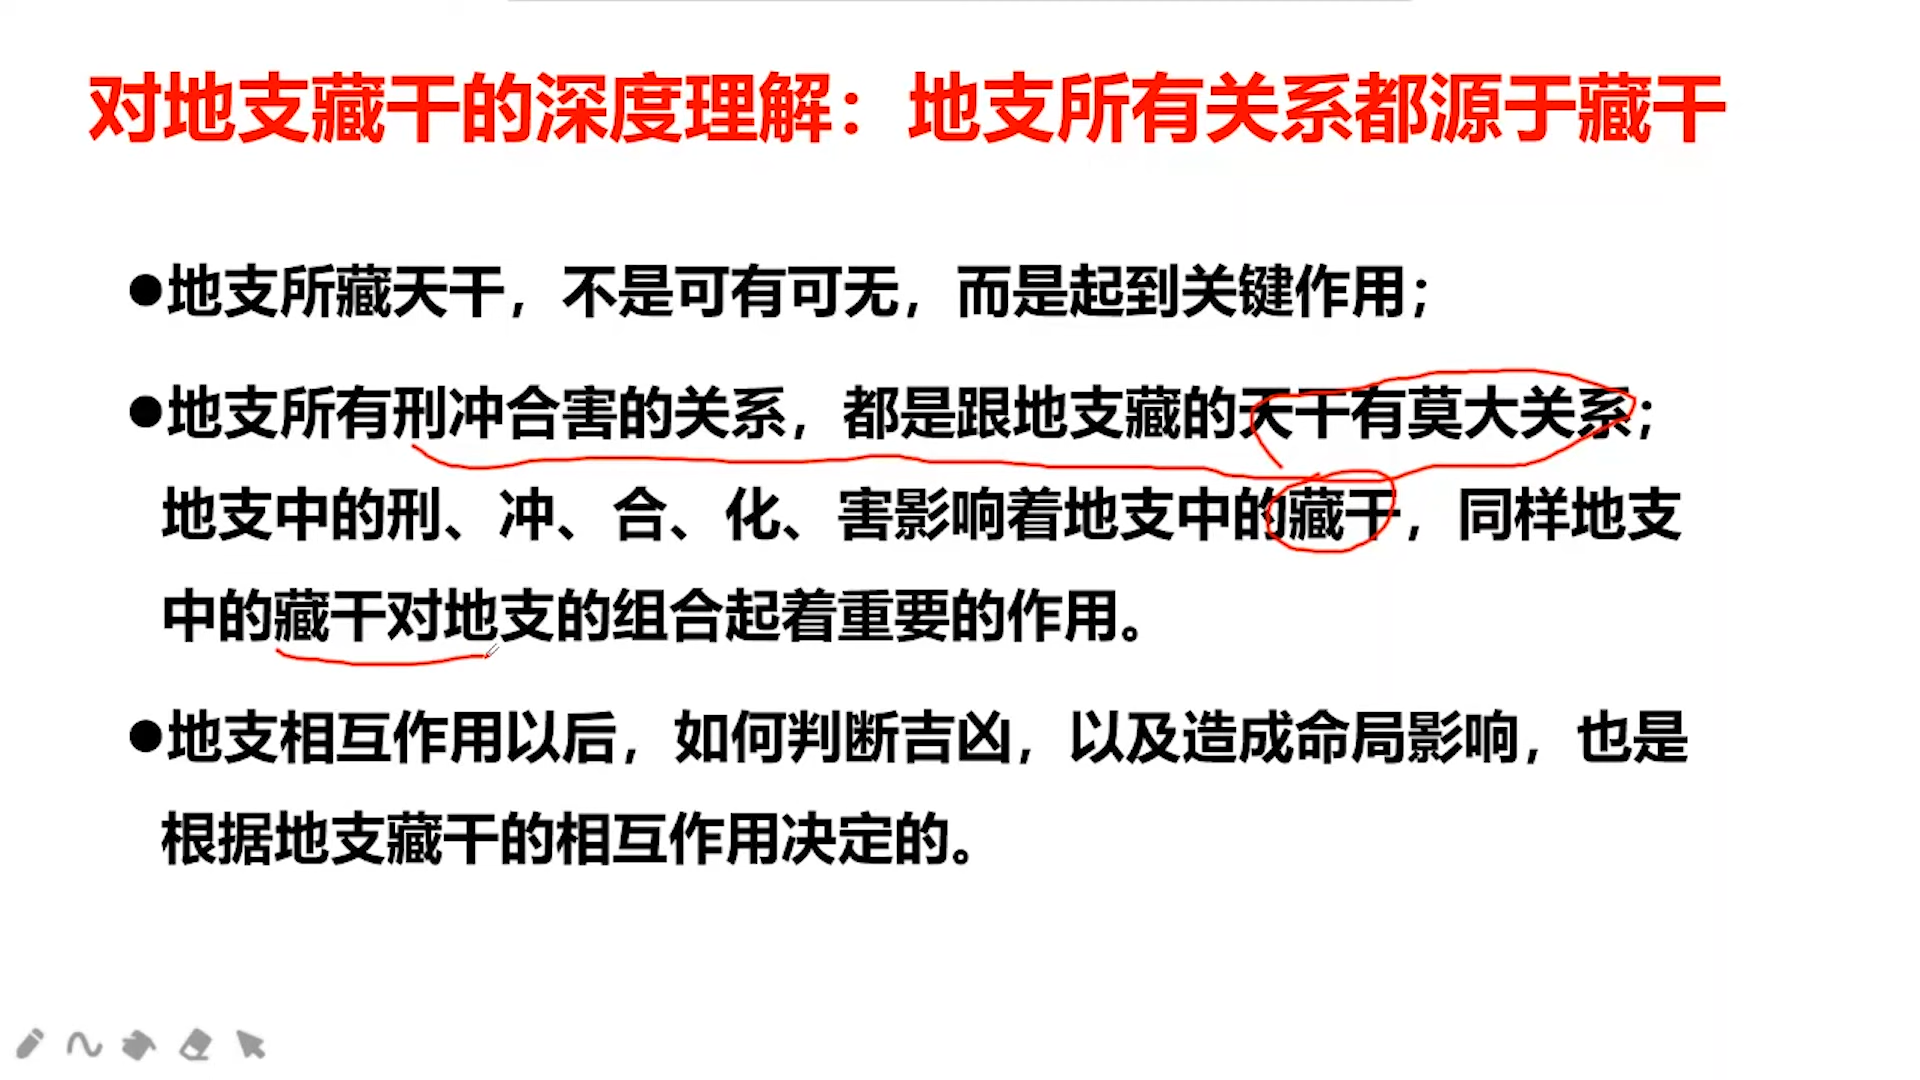 对地支藏干的深度理解：地支所有关系都源于藏干
●地支所藏天干，不是可有可无，而是起到关键作用；
●地支所有刑冲合害的关系，都是跟地支藏的天干有莫大关系；
地支中的刑、冲、合、化、害影响着地支中的藏干，同样地支
中的藏干对地支的组合起着重要的作用。
●地支相互作用以后，如何判断吉凶，以及造成命局影响，也是
根据地支藏干的相互作用决定的。